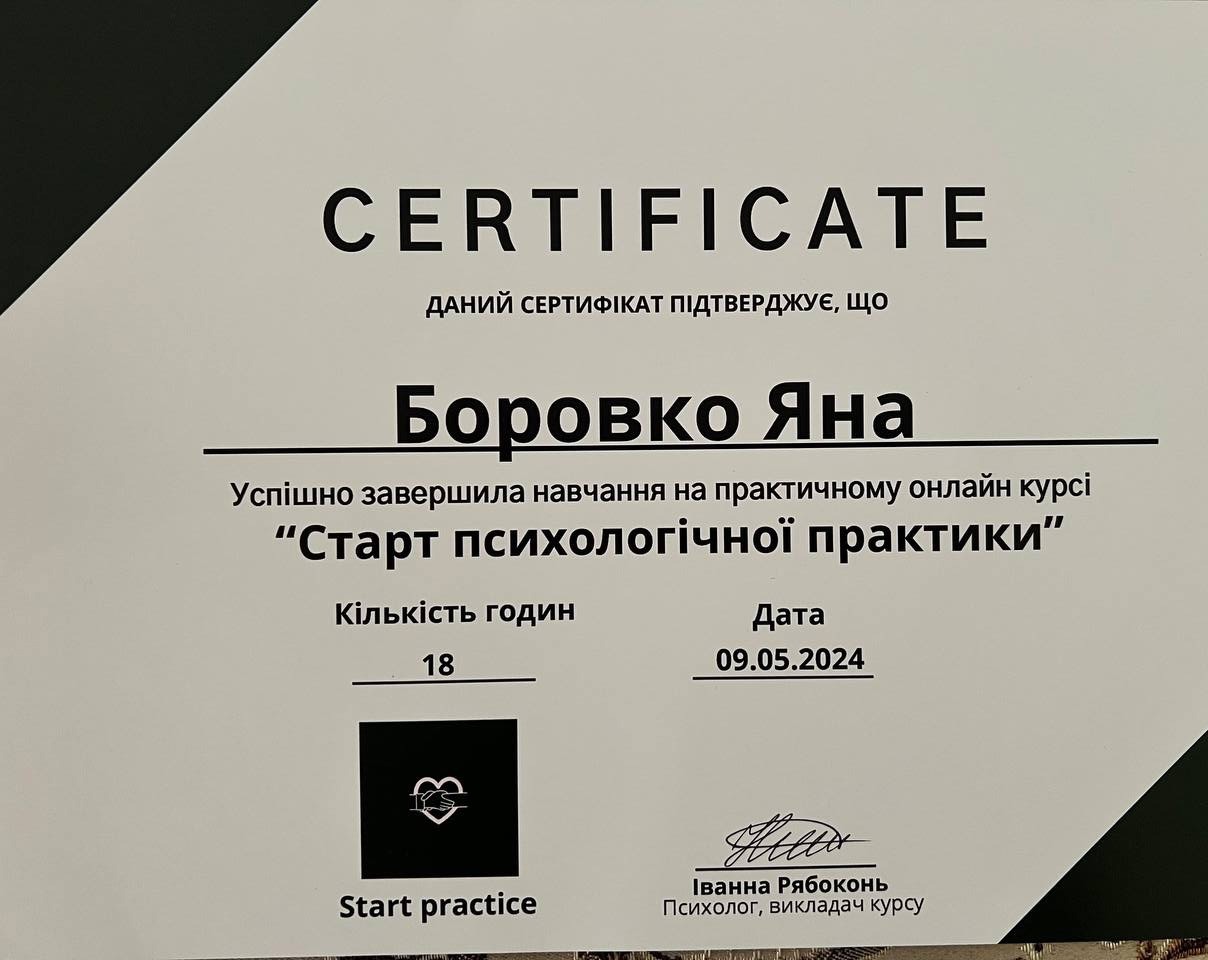 CERTIFICATE
ДАНИЙ СЕРТИФІКАТ ПІДТВЕРДЖУЄ, ЩО
Боровко Яна
Успішно завершила навчання на практичному онлайн курсі
“Старт психологічної практики”
Кількість годин
18
Дата
09.05.2024
Start practice
Іванна Рябоконь
Психолог, викладач курсу